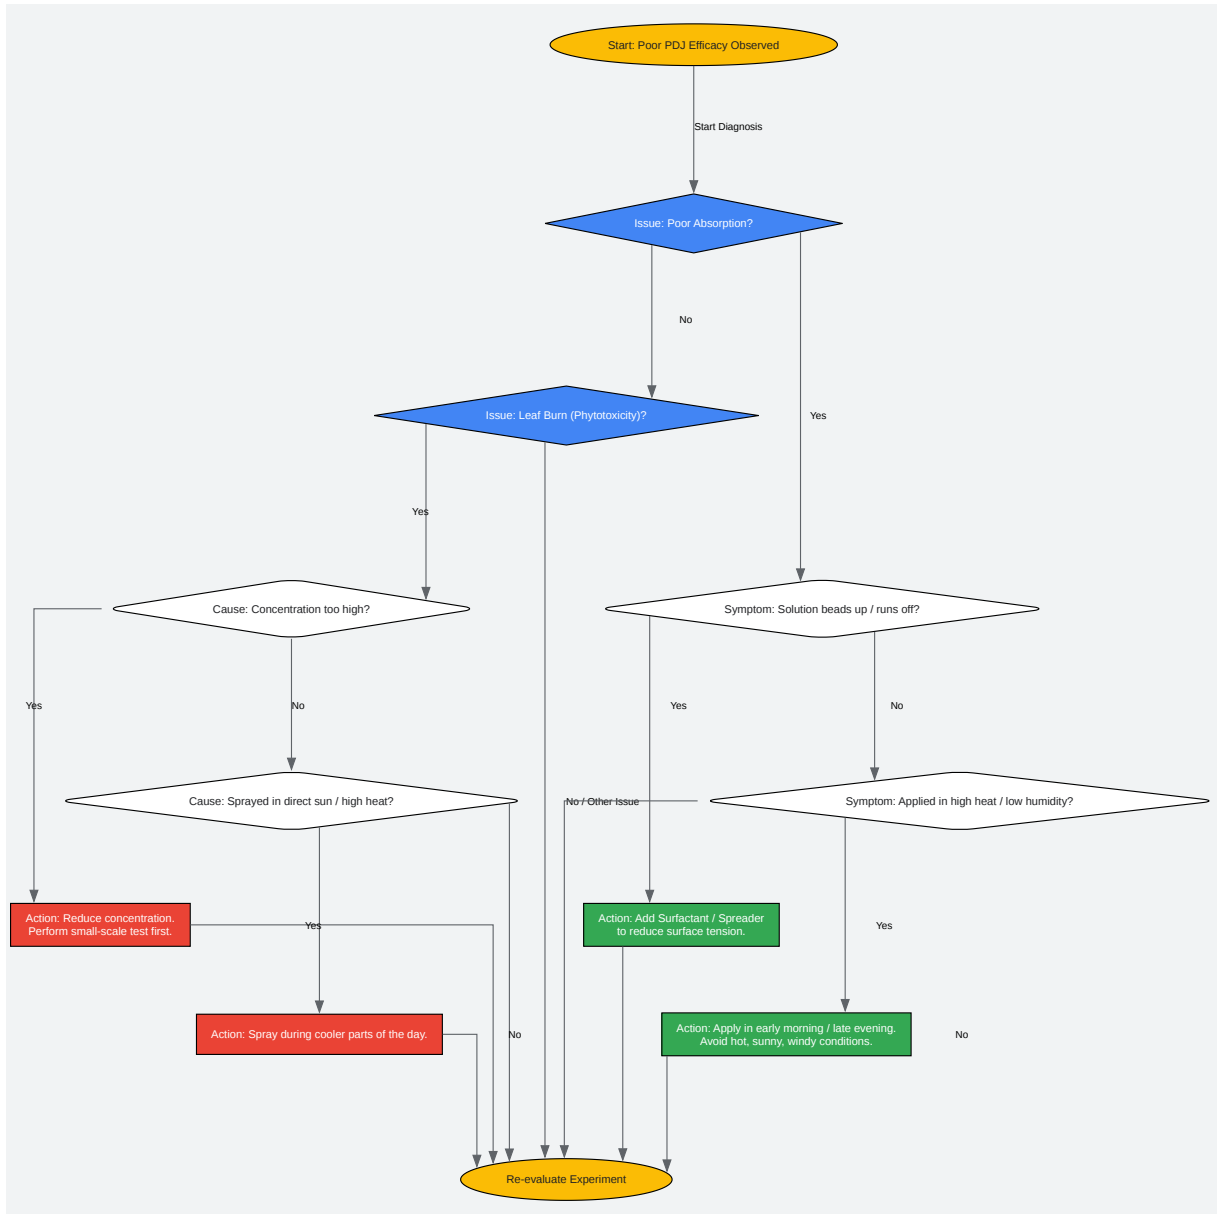 Start: Poor PDJ Efficacy Observed
Start Diagnosis
Issue: Poor Absorption?
No
Issue: Leaf Burn (Phytotoxicity)?
Yes
Yes
Cause: Concentration too high?
Symptom: Solution beads up / runs off?
Yes
No
Yes
No
Cause: Sprayed in direct sun / high heat?
No / Other Issue
Symptom: Applied in high heat / low humidity?
Action: Reduce concentration.
Perform small-scale test first.
Yes
Action: Add Surfactant / Spreader
to reduce surface tension.
Yes
Action: Spray during cooler parts of the day.
No
Action: Apply in early morning / late evening.
Avoid hot, sunny, windy conditions.
No
Re-evaluate Experiment